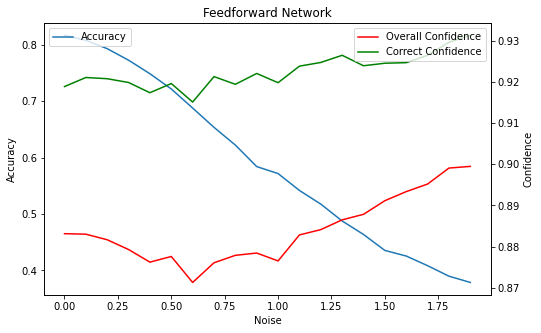 Feedforward Network
Accuracy
Overall Confidence
Correct Confidence
0.8
0.7
0.6
0.5
0.4
Accuracy
0.93
0.92
0.91
0.90
0.89
0.88
0.87
Confidence
0.00 0.25 0.50 0.75 1.00 1.25 1.50 1.75
Noise